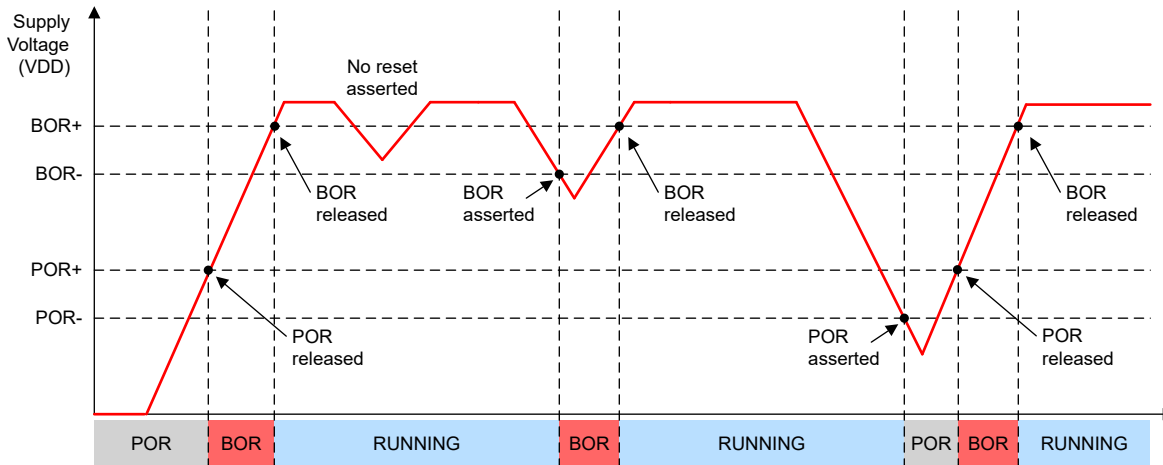 Supply
Voltage
(VDD)
No reset
asserted
BOR+
BOR-
BOR
released
BOR
asserted
BOR
released
BOR
released
POR+
POR-
POR
released
POR
asserted
POR
released
POR
BOR
RUNNING
BOR
RUNNING
POR
BOR
RUNNING